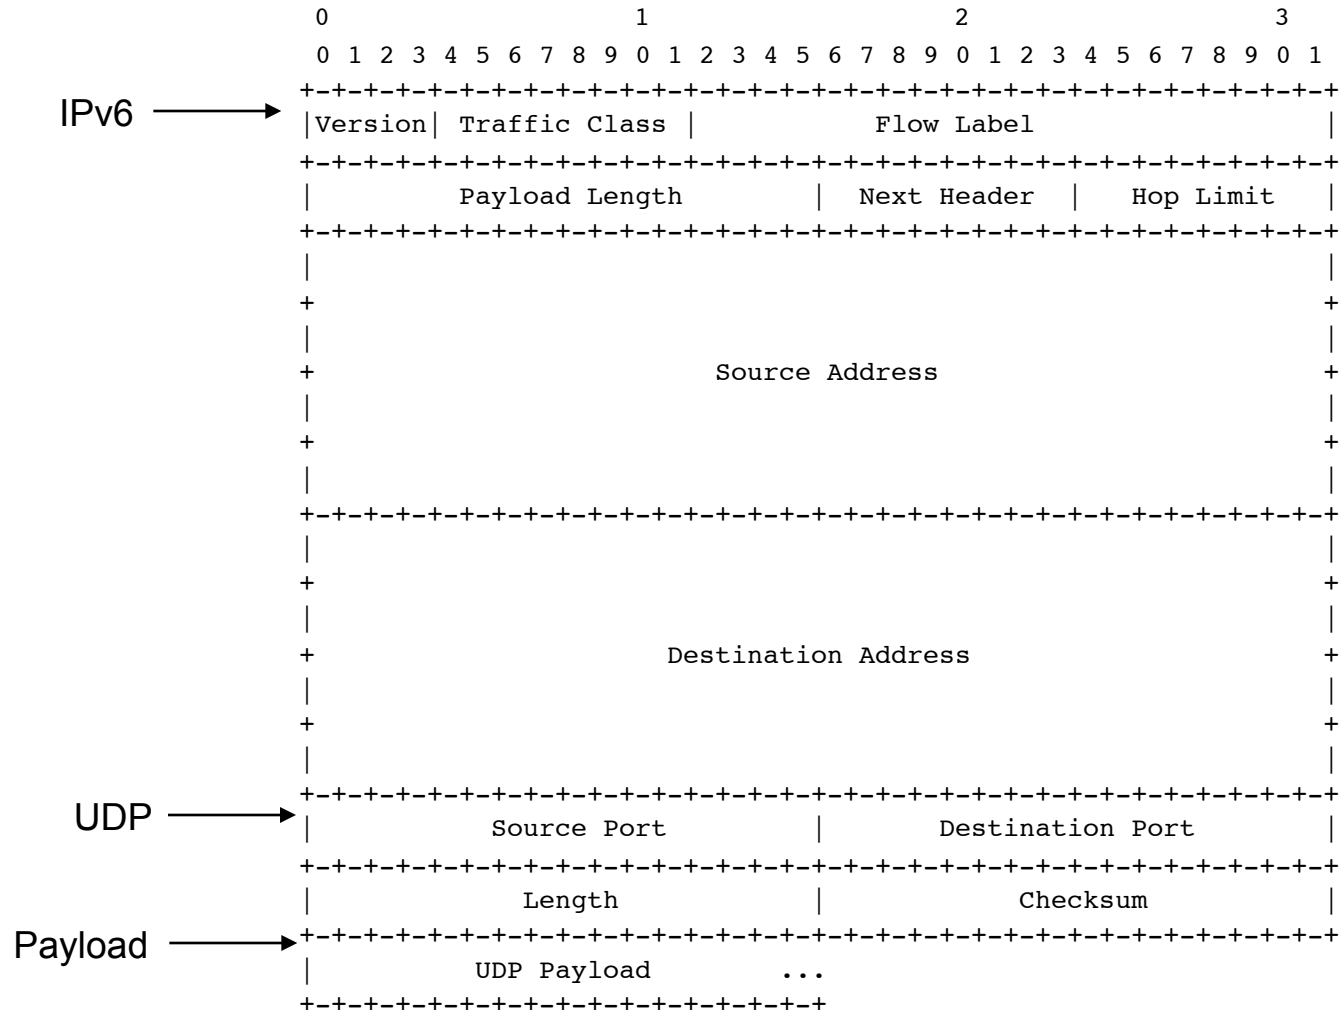 0                   1                   2                   3
 0 1 2 3 4 5 6 7 8 9 0 1 2 3 4 5 6 7 8 9 0 1 2 3 4 5 6 7 8 9 0 1
+-+-+-+-+-+-+-+-+-+-+-+-+-+-+-+-+-+-+-+-+-+-+-+-+-+-+-+-+-+-+-+-+
IPv6
|Version| Traffic Class |           Flow Label                  |
+-+-+-+-+-+-+-+-+-+-+-+-+-+-+-+-+-+-+-+-+-+-+-+-+-+-+-+-+-+-+-+-+
|         Payload Length        |  Next Header  |   Hop Limit   |
+-+-+-+-+-+-+-+-+-+-+-+-+-+-+-+-+-+-+-+-+-+-+-+-+-+-+-+-+-+-+-+-+
|                                                               |
+                                                               +
|                                                               |
+                         Source Address                        +
|                                                               |
+                                                               +
|                                                               |
+-+-+-+-+-+-+-+-+-+-+-+-+-+-+-+-+-+-+-+-+-+-+-+-+-+-+-+-+-+-+-+-+
|                                                               |
+                                                               +
|                                                               |
+                      Destination Address                      +
|                                                               |
+                                                               +
|                                                               |
+-+-+-+-+-+-+-+-+-+-+-+-+-+-+-+-+-+-+-+-+-+-+-+-+-+-+-+-+-+-+-+-+
UDP
|           Source Port         |       Destination Port        |
+-+-+-+-+-+-+-+-+-+-+-+-+-+-+-+-+-+-+-+-+-+-+-+-+-+-+-+-+-+-+-+-+
|             Length            |            Checksum           |
+-+-+-+-+-+-+-+-+-+-+-+-+-+-+-+-+-+-+-+-+-+-+-+-+-+-+-+-+-+-+-+-+
Payload
|          UDP Payload        ...
+-+-+-+-+-+-+-+-+-+-+-+-+-+-+-+-+